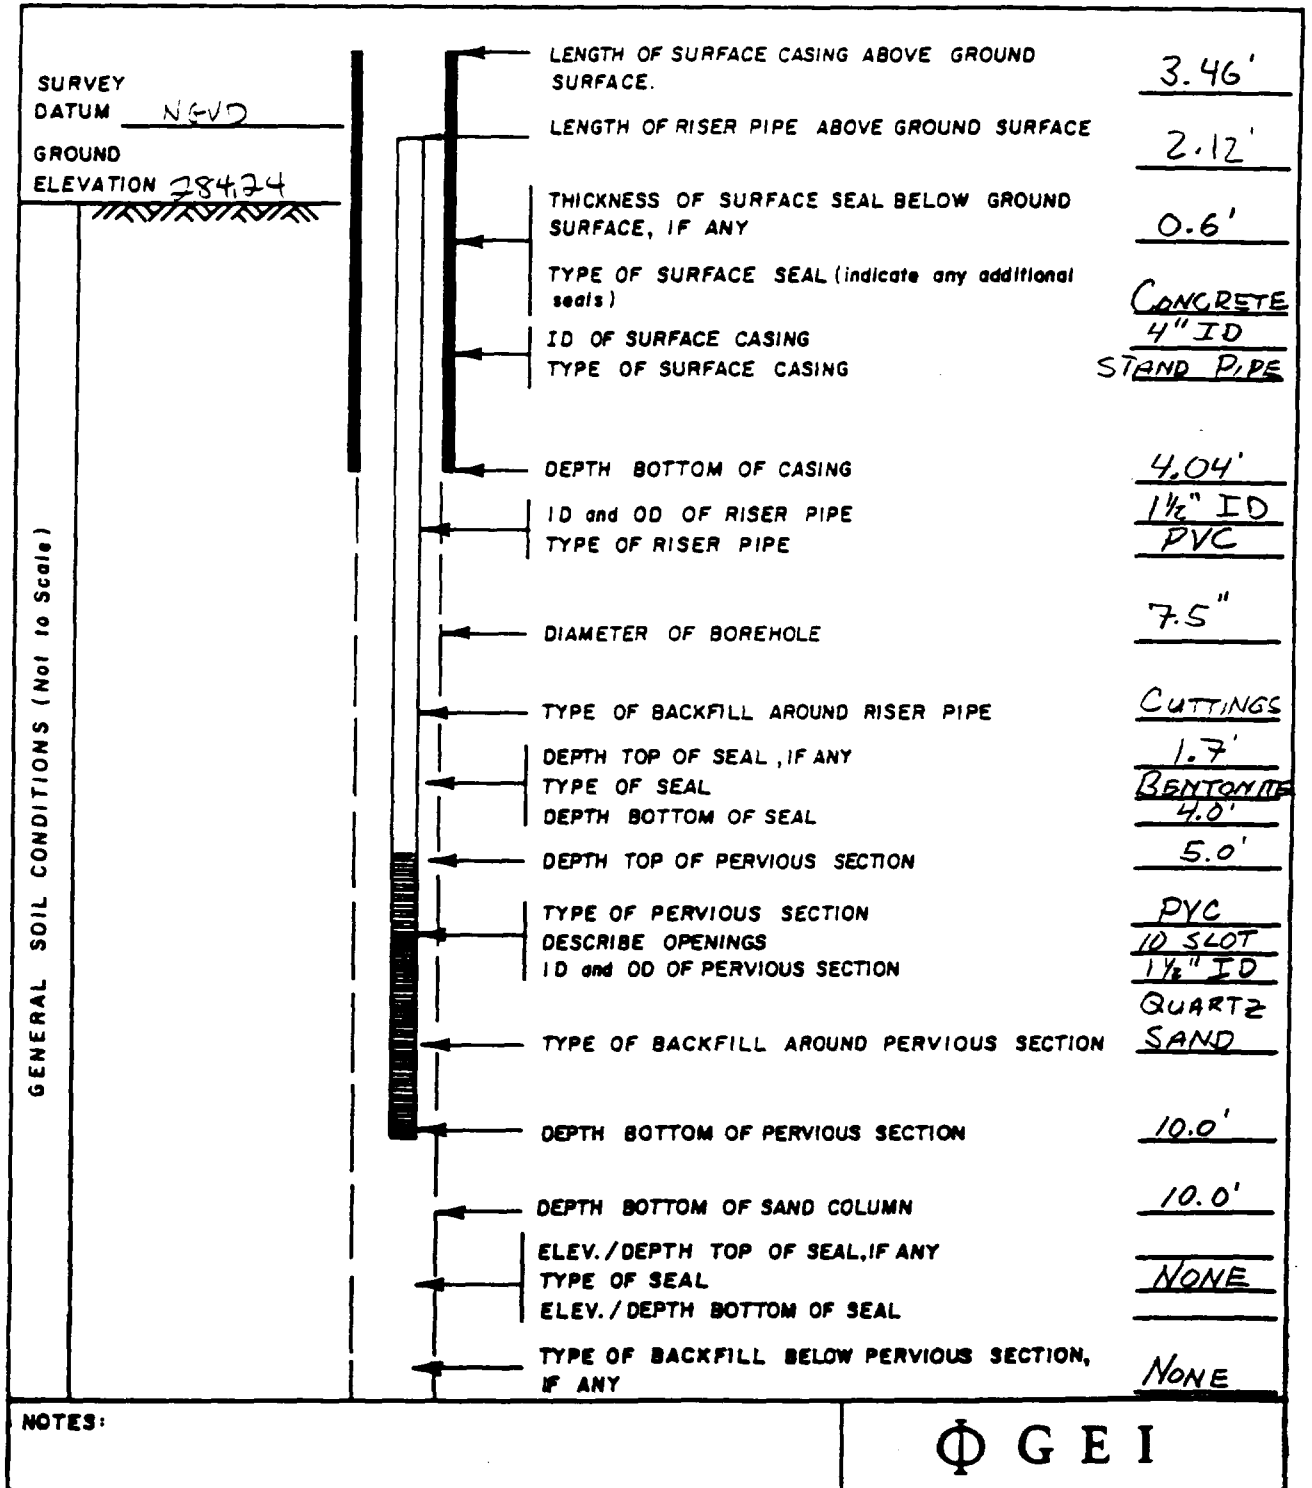 SURVEY
DATUM NGVD
GROUND
ELEVATION 284.24
GENERAL SOIL CONDITIONS (Not to Scale)
LENGTH OF SURFACE CASING ABOVE GROUND
SURFACE. 3.46'
LENGTH OF RISER PIPE ABOVE GROUND SURFACE 2.12'
THICKNESS OF SURFACE SEAL BELOW GROUND
SURFACE, IF ANY 0.6'
TYPE OF SURFACE SEAL (indicate any additional
seals) CONCRETE
ID OF SURFACE CASING 4" ID
TYPE OF SURFACE CASING STAND PIPE
DEPTH BOTTOM OF CASING 4.04'
ID and OD OF RISER PIPE 1½" ID
TYPE OF RISER PIPE PVC
DIAMETER OF BOREHOLE 7.5"
TYPE OF BACKFILL AROUND RISER PIPE CUTTINGS
DEPTH TOP OF SEAL, IF ANY 1.7'
TYPE OF SEAL BENTONITE
DEPTH BOTTOM OF SEAL 4.0'
DEPTH TOP OF PERVIOUS SECTION 5.0'
TYPE OF PERVIOUS SECTION PVC
DESCRIBE OPENINGS 10 SLOT
ID and OD OF PERVIOUS SECTION 1½" ID
QUARTZ
TYPE OF BACKFILL AROUND PERVIOUS SECTION SAND
DEPTH BOTTOM OF PERVIOUS SECTION 10.0'
DEPTH BOTTOM OF SAND COLUMN 10.0'
ELEV./DEPTH TOP OF SEAL, IF ANY
TYPE OF SEAL NONE
ELEV./DEPTH BOTTOM OF SEAL
TYPE OF BACKFILL BELOW PERVIOUS SECTION,
IF ANY NONE
NOTES:
Φ GEI